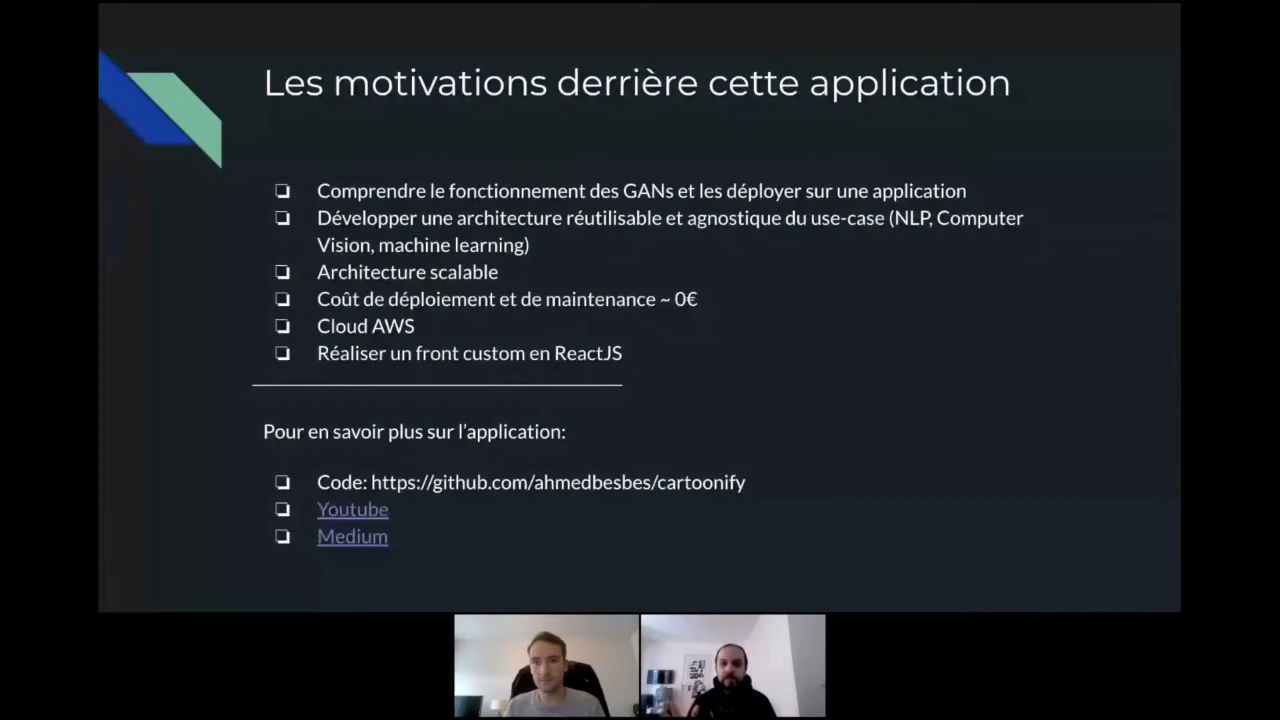 Les motivations derrière cette application
❏ Comprendre le fonctionnement des GANs et les déployer sur une application
❏ Développer une architecture réutilisable et agnostique du use-case (NLP, Computer
Vision, machine learning)
❏ Architecture scalable
❏ Coût de déploiement et de maintenance ~ 0€
❏ Cloud AWS
❏ Réaliser un front custom en ReactJS
Pour en savoir plus sur l'application:
❏ Code: https://github.com/ahmedbesbes/cartoonify
❏ Youtube
❏ Medium